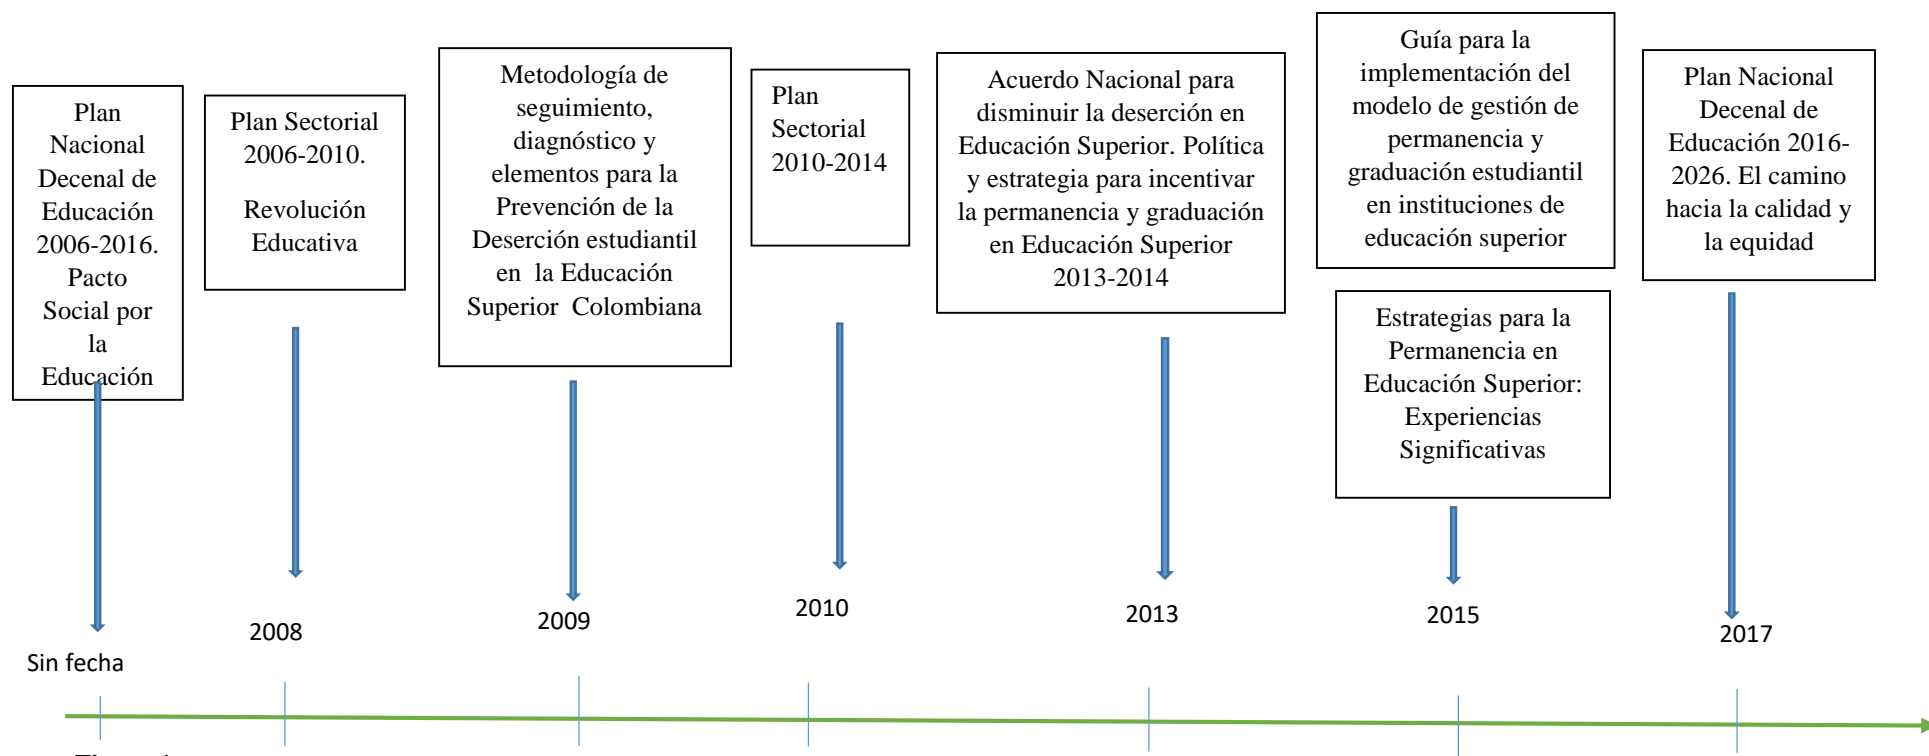 Plan
Nacional
Decenal de
Educación
2006-2016.
Pacto
Social por
la
Educación
Plan Sectorial
2006-2010.
Revolución
Educativa
Metodología de
seguimiento,
diagnóstico y
elementos para la
Prevención de la
Deserción estudiantil
en la Educación
Superior Colombiana
Plan
Sectorial
2010-2014
Acuerdo Nacional para
disminuir la deserción en
Educación Superior. Política
y estrategia para incentivar
la permanencia y graduación
en Educación Superior
2013-2014
Guía para la
implementación del
modelo de gestión de
permanencia y
graduación estudiantil
en instituciones de
educación superior
Estrategias para la
Permanencia en
Educación Superior:
Experiencias
Significativas
Plan Nacional
Decenal de
Educación 2016-
2026. El camino
hacia la calidad y
la equidad
Sin fecha
2008
2009
2010
2013
2015
2017